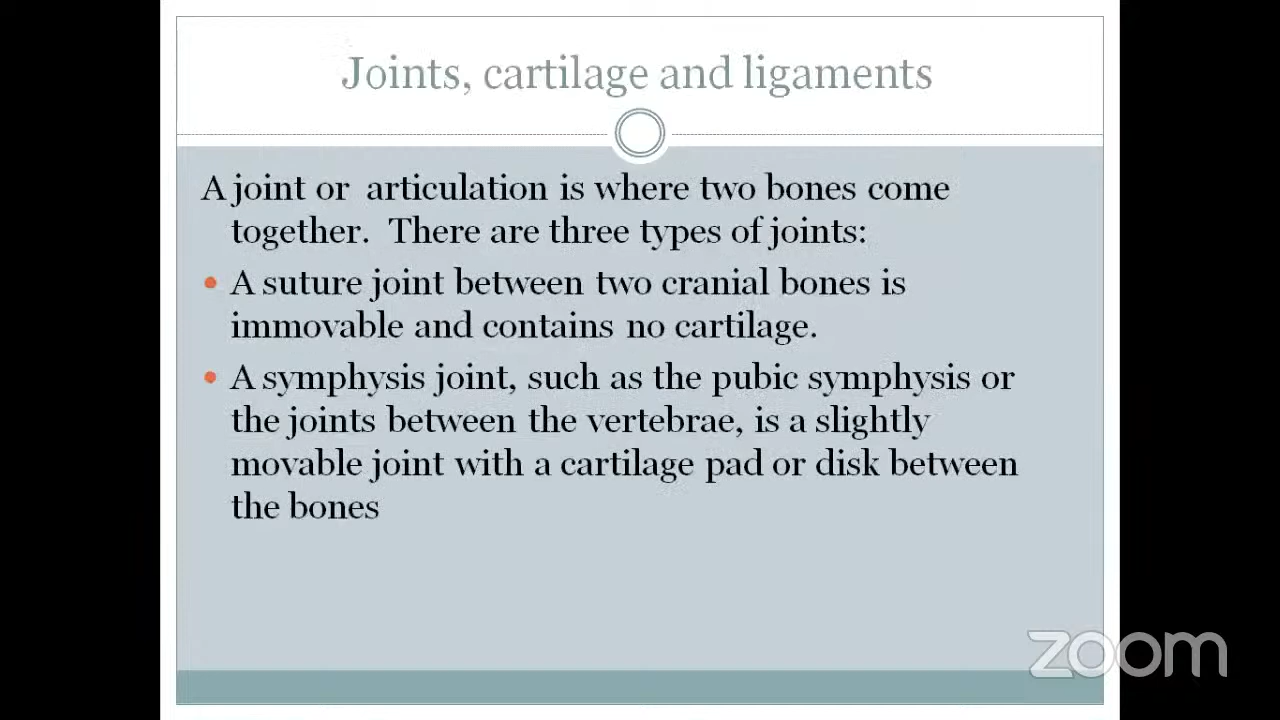 Joints, cartilage and ligaments
A joint or articulation is where two bones come
together. There are three types of joints:
• A suture joint between two cranial bones is
immovable and contains no cartilage.
• A symphysis joint, such as the pubic symphysis or
the joints between the vertebrae, is a slightly
movable joint with a cartilage pad or disk between
the bones
zoom